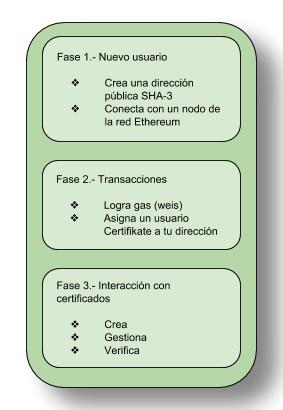 Fase 1.- Nuevo usuario
❖ Crea una dirección
pública SHA-3
❖ Conecta con un nodo de
la red Ethereum
Fase 2.- Transacciones
❖ Logra gas (weis)
❖ Asigna un usuario
Certifikate a tu dirección
Fase 3.- Interacción con
certificados
❖ Crea
❖ Gestiona
❖ Verifica